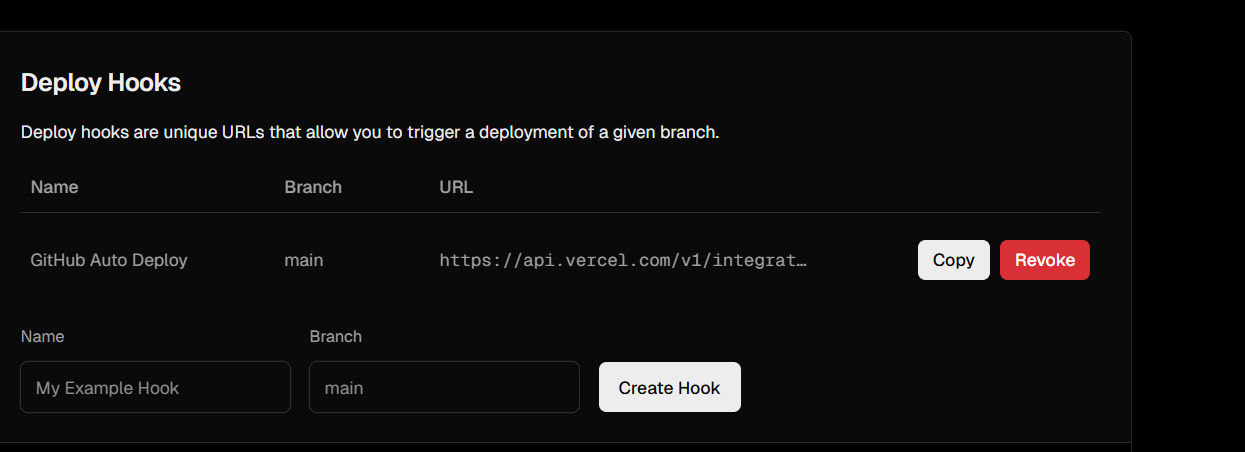 Deploy Hooks
Deploy hooks are unique URLs that allow you to trigger a deployment of a given branch.
Name Branch URL
GitHub Auto Deploy main https://api.vercel.com/v1/integrat… Copy Revoke
Name Branch
My Example Hook main Create Hook